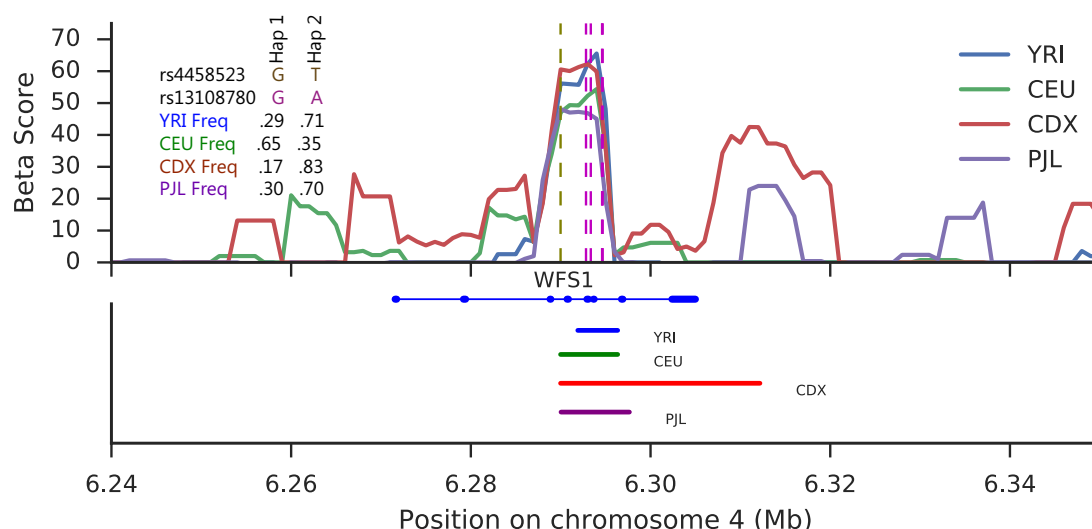 Beta Score
70
60
50
40
30
20
10
0
Hap 1 Hap 2
rs4458523 G T
rs13108780 G A
YRI Freq .29 .71
CEU Freq .65 .35
CDX Freq .17 .83
PJL Freq .30 .70
YRI
CEU
CDX
PJL
WFS1
YRI
CEU
CDX
PJL
6.24 6.26 6.28 6.30 6.32 6.34
Position on chromosome 4 (Mb)